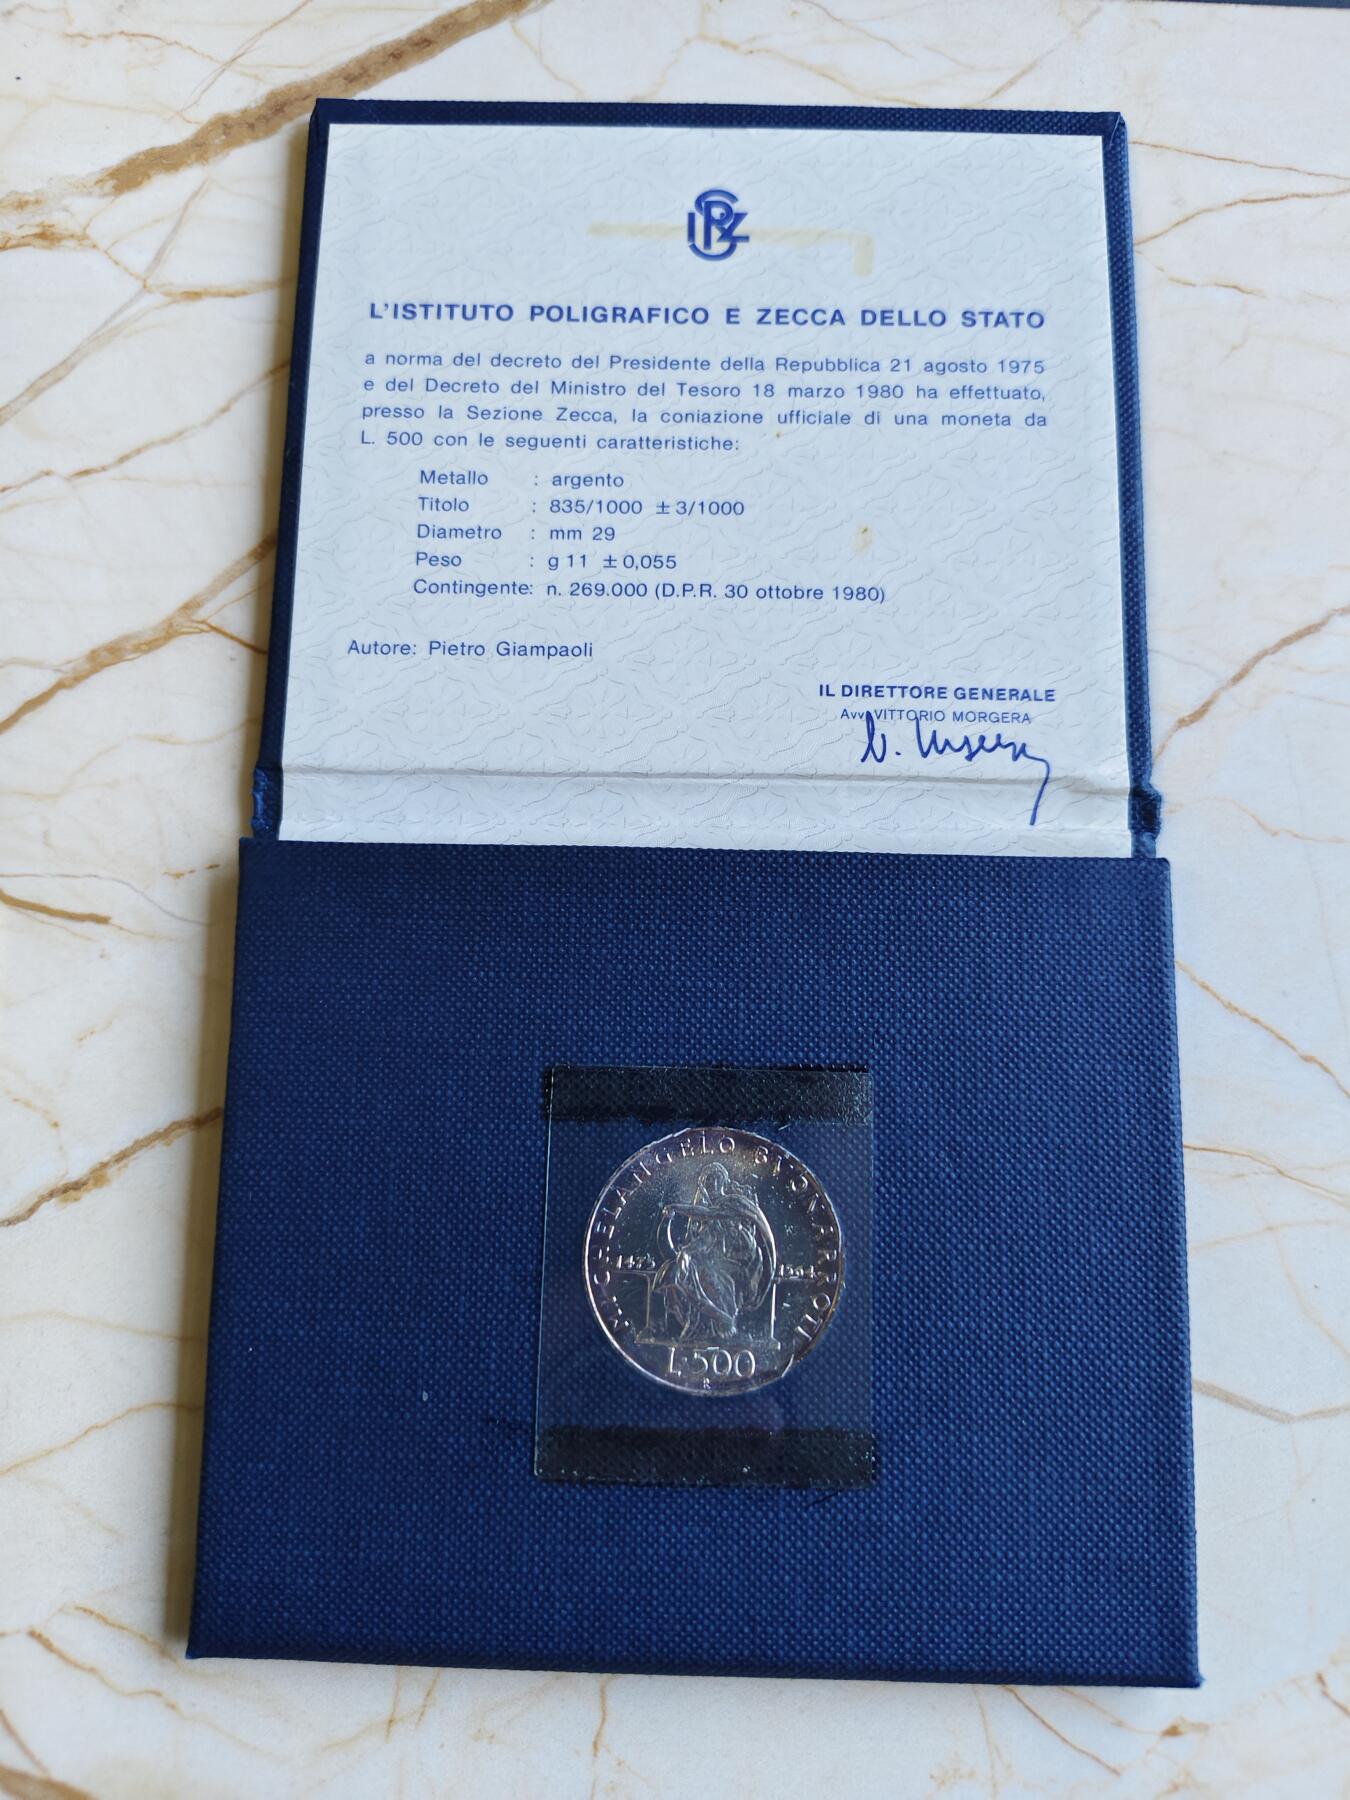 IPZS
L'ISTITUTO POLIGRAFICO E ZECCA DELLO STATO
a norma del decreto del Presidente della Repubblica 21 agosto 1975
e del Decreto del Ministro del Tesoro 18 marzo 1980 ha effettuato,
presso la Sezione Zecca, la coniazione ufficiale di una moneta da
L. 500 con le seguenti caratteristiche:
Metallo : argento
Titolo : 835/1000 ± 3/1000
Diametro : mm 29
Peso : g 11 ± 0,055
Contingente: n. 269.000 (D.P.R. 30 ottobre 1980)
Autore: Pietro Giampaoli
IL DIRETTORE GENERALE
Avv. VITTORIO MORGERA
MICHELANGELO BVONARROTI
1475 1564
L.500
R